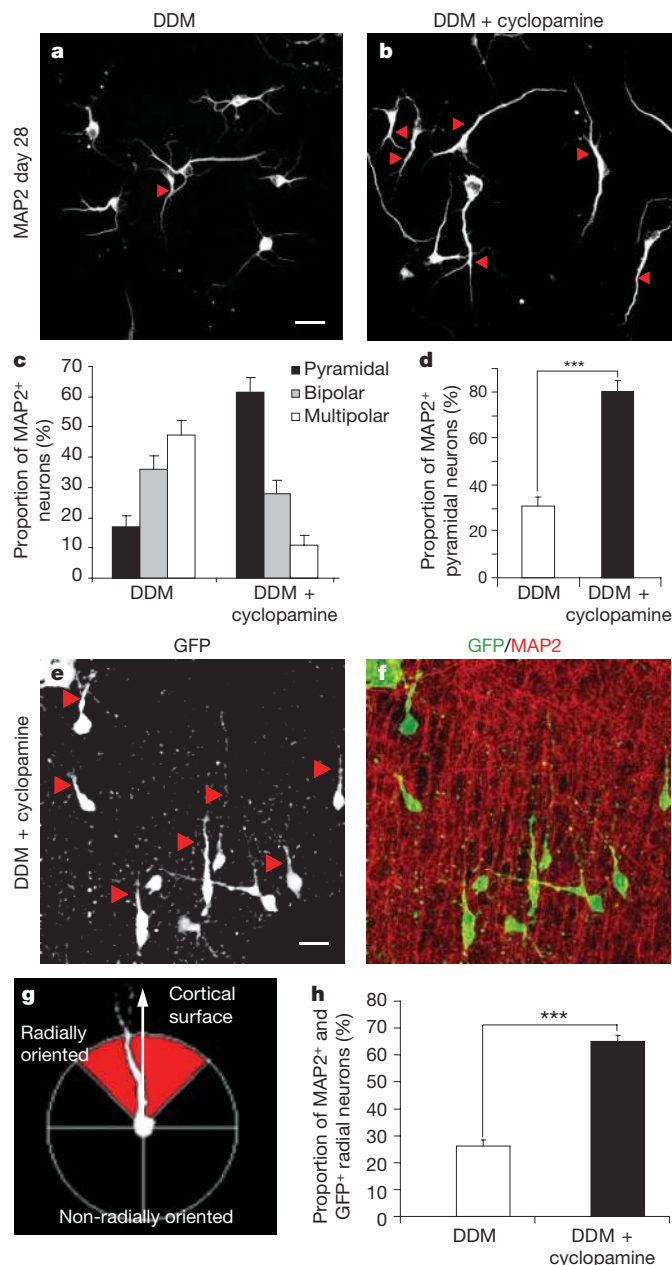 DDM
DDM + cyclopamine
MAP2 day 28
a
b
c
Proportion of MAP2⁺
neurons (%)
70
60
50
40
30
20
10
0
Pyramidal
Bipolar
Multipolar
DDM
DDM +
cyclopamine
d
Proportion of MAP2⁺
pyramidal neurons (%)
80
60
40
20
0
***
DDM
DDM +
cyclopamine
GFP
GFP/MAP2
DDM + cyclopamine
e
f
g
Cortical
surface
Radially
oriented
Non-radially oriented
h
Proportion of MAP2⁺ and
GFP⁺ radial neurons (%)
80
70
60
50
40
30
20
10
0
***
DDM
DDM +
cyclopamine